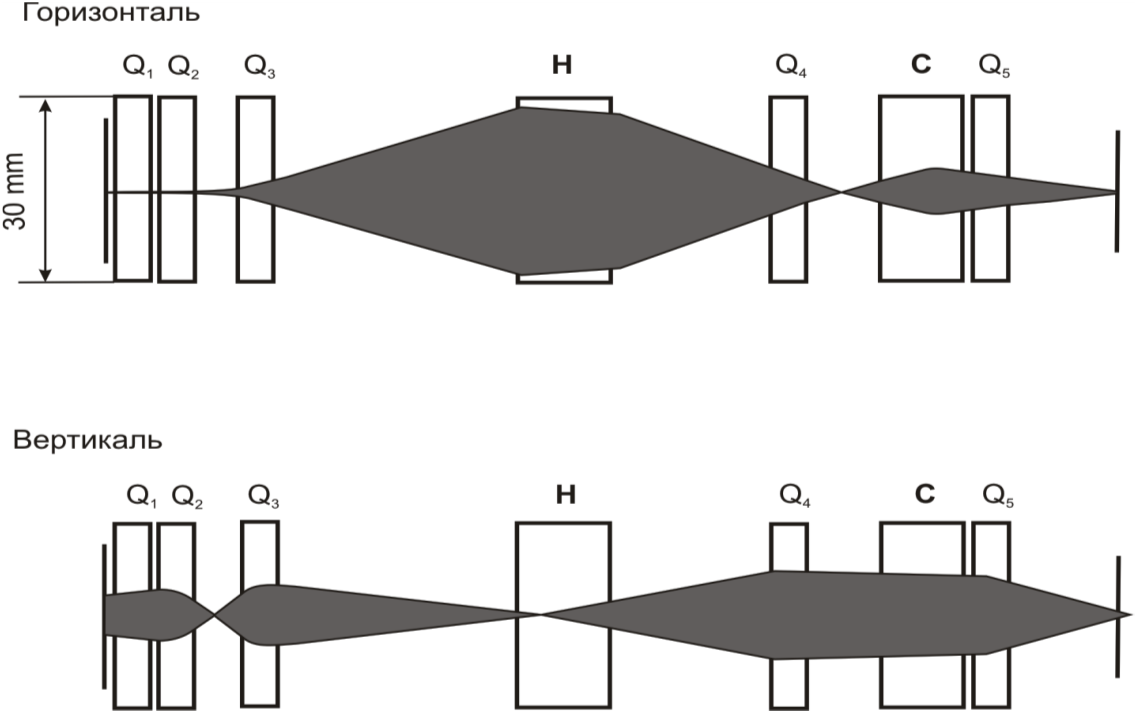 Горизонталь
Q₁ Q₂ Q₃ H Q₄ C Q₅
30 mm
Вертикаль
Q₁ Q₂ Q₃ H Q₄ C Q₅